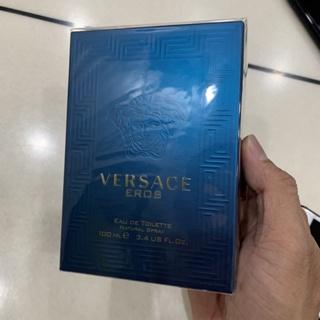 VERSACE
EROS
EAU DE TOILETTE
NATURAL SPRAY
100 ML ℮ 3.4 US FL.OZ.